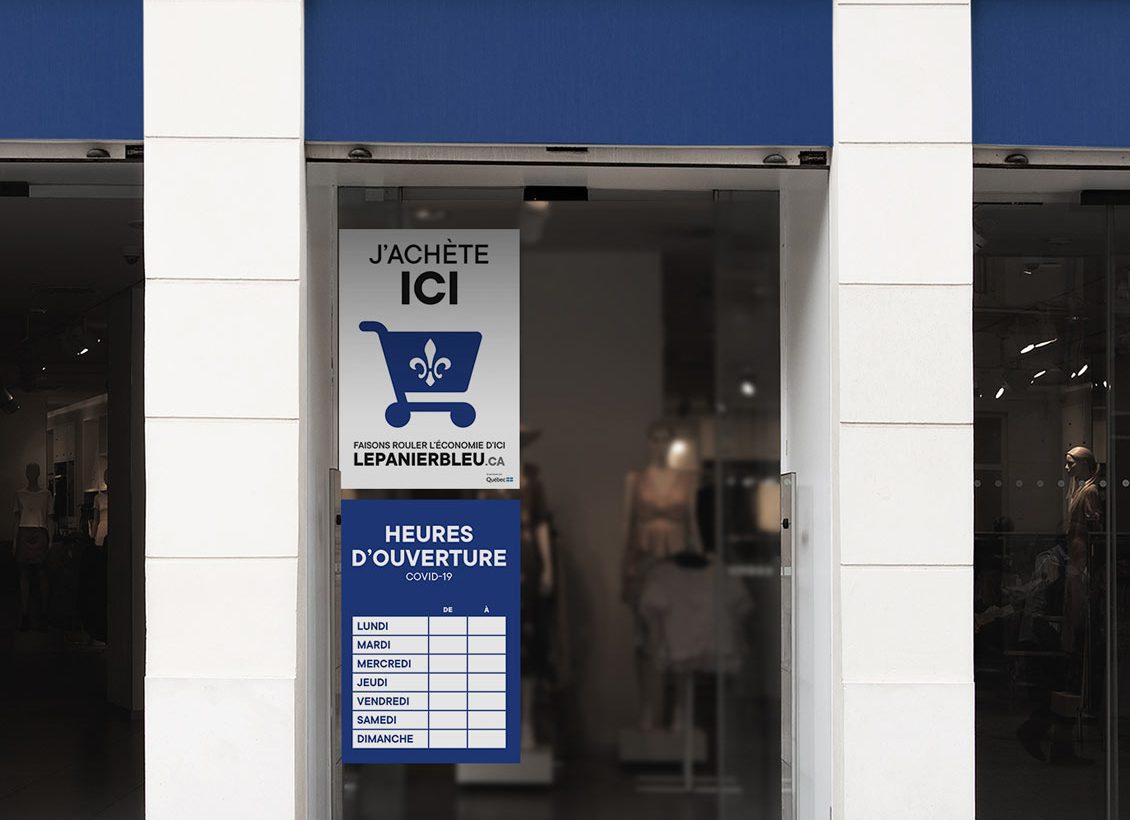 J'ACHÈTE
ICI
FAISONS ROULER L'ÉCONOMIE D'ICI
LEPANIERBLEU.CA
Québec
HEURES
D'OUVERTURE
COVID-19
DE À
LUNDI
MARDI
MERCREDI
JEUDI
VENDREDI
SAMEDI
DIMANCHE